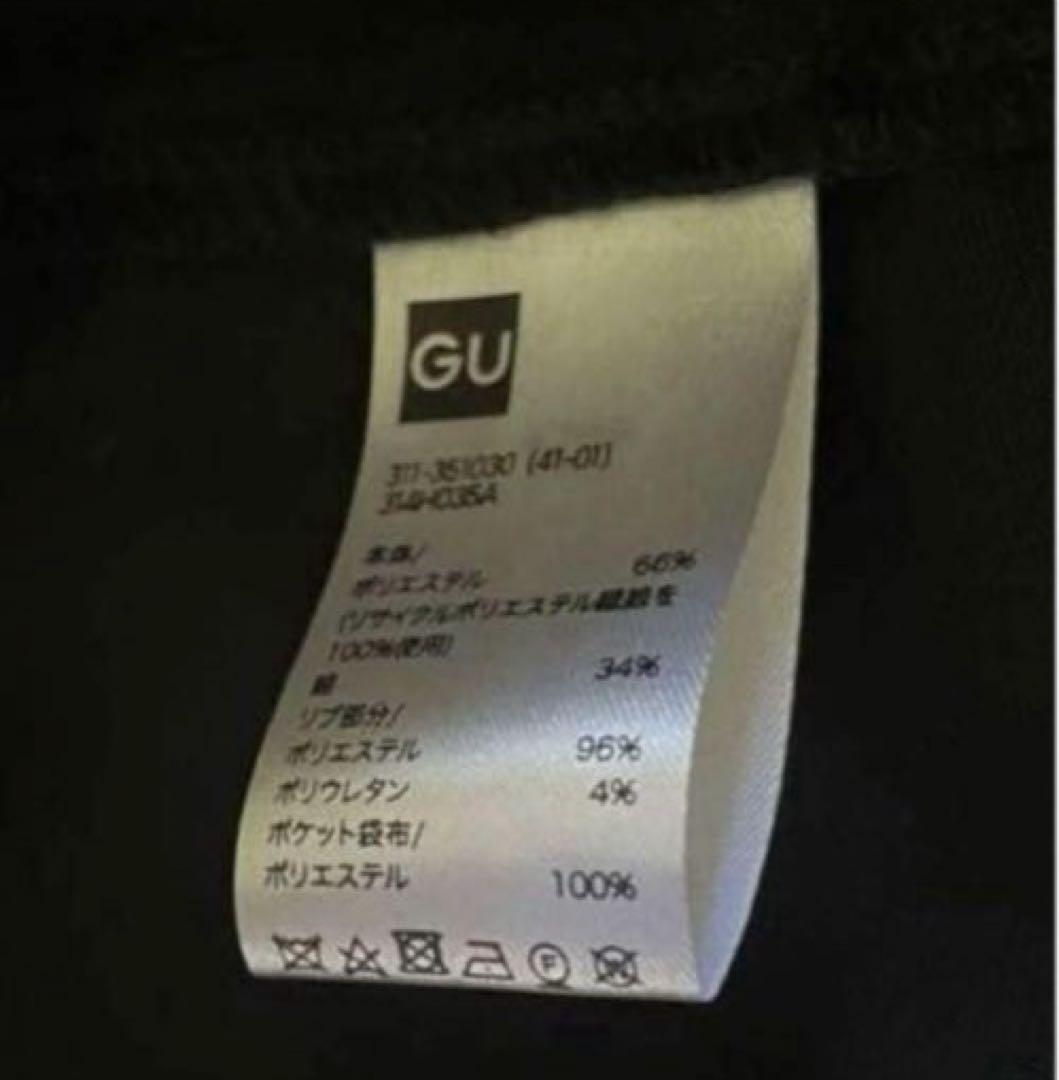 GU
311-351030 (41-01)
314H035A
本体/
ポリエステル 66%
(リサイクルポリエステル繊維を
100%使用)
綿 34%
リブ部分/
ポリエステル 96%
ポリウレタン 4%
ポケット袋布/
ポリエステル 100%
F
W